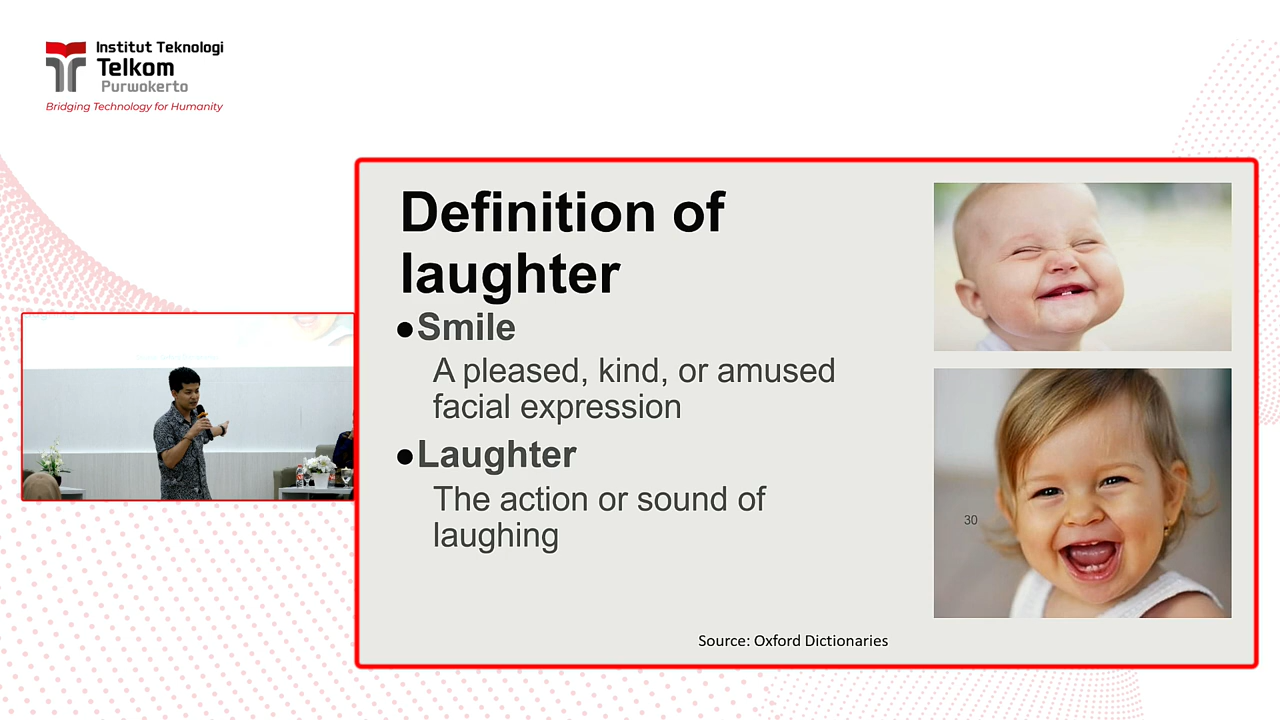 Institut Teknologi
Telkom
Purwokerto
Bridging Technology for Humanity
Definition of
laughter
●Smile
A pleased, kind, or amused
facial expression
●Laughter
The action or sound of
laughing
30
Source: Oxford Dictionaries